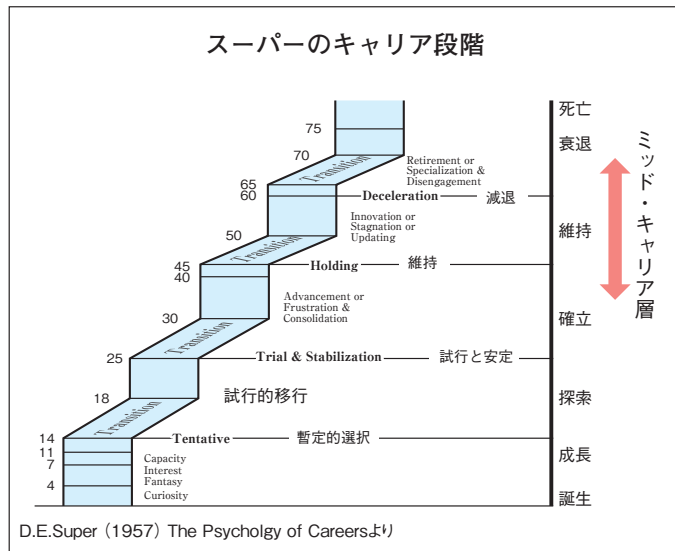 スーパーのキャリア段階
死亡
75
衰退
70
Transition
Retirement or
Specialization &
Disengagement
65
60
Deceleration
減退
Innovation or
Stagnation or
Updating
維持
50
Transition
45
Holding
維持
40
Advancement or
Frustration &
Consolidation
確立
30
Transition
25
Trial & Stabilization
試行と安定
18
試行的移行
探索
Transition
14
Tentative
暫定的選択
11
Capacity
成長
7
Interest
Fantasy
4
Curiosity
誕生
ミッド・キャリア層
D.E.Super (1957) The Psycholgy of Careersより